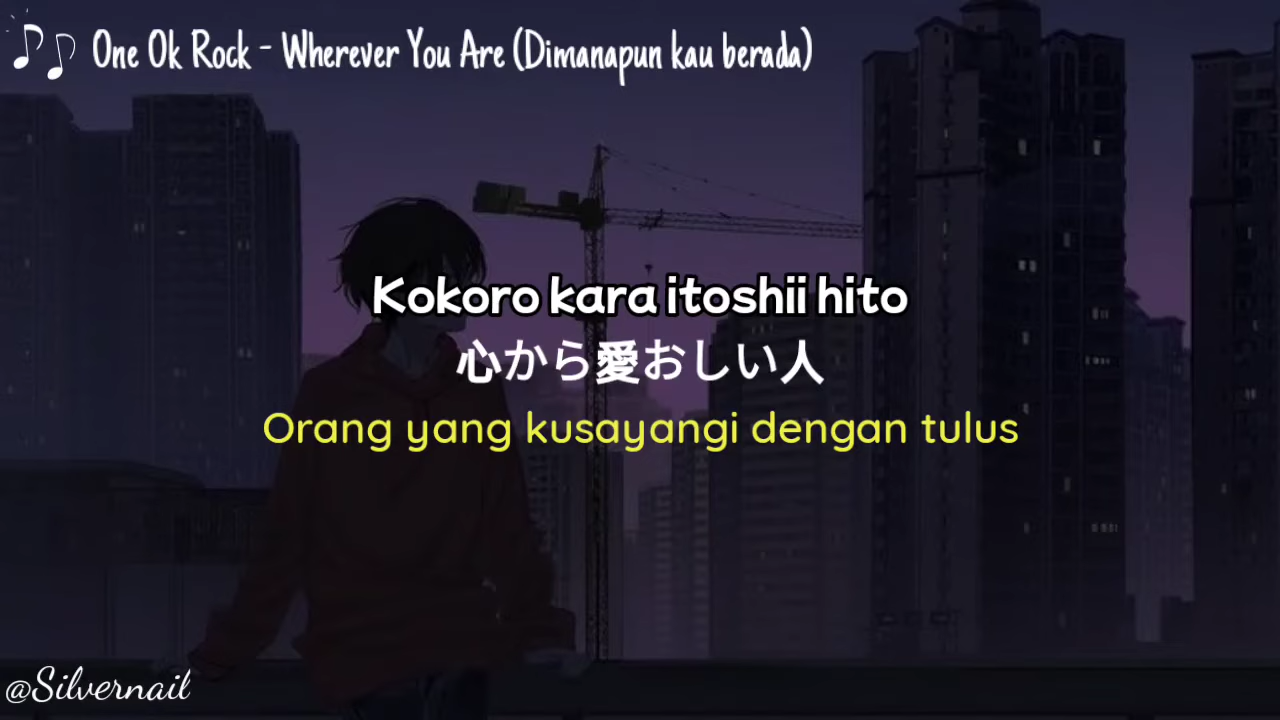 One Ok Rock - Wherever You Are (Dimanapun kau berada)
Kokoro kara itoshii hito
心から愛おしい人
Orang yang kusayangi dengan tulus
@Silvernail